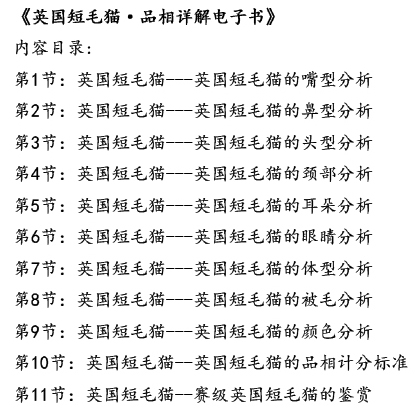 《英国短毛猫·品相详解电子书》
内容目录：
第1节：英国短毛猫---英国短毛猫的嘴型分析
第2节：英国短毛猫---英国短毛猫的鼻型分析
第3节：英国短毛猫---英国短毛猫的头型分析
第4节：英国短毛猫---英国短毛猫的颈部分析
第5节：英国短毛猫---英国短毛猫的耳朵分析
第6节：英国短毛猫---英国短毛猫的眼睛分析
第7节：英国短毛猫---英国短毛猫的体型分析
第8节：英国短毛猫---英国短毛猫的被毛分析
第9节：英国短毛猫---英国短毛猫的颜色分析
第10节：英国短毛猫--英国短毛猫的品相计分标准
第11节：英国短毛猫--赛级英国短毛猫的鉴赏